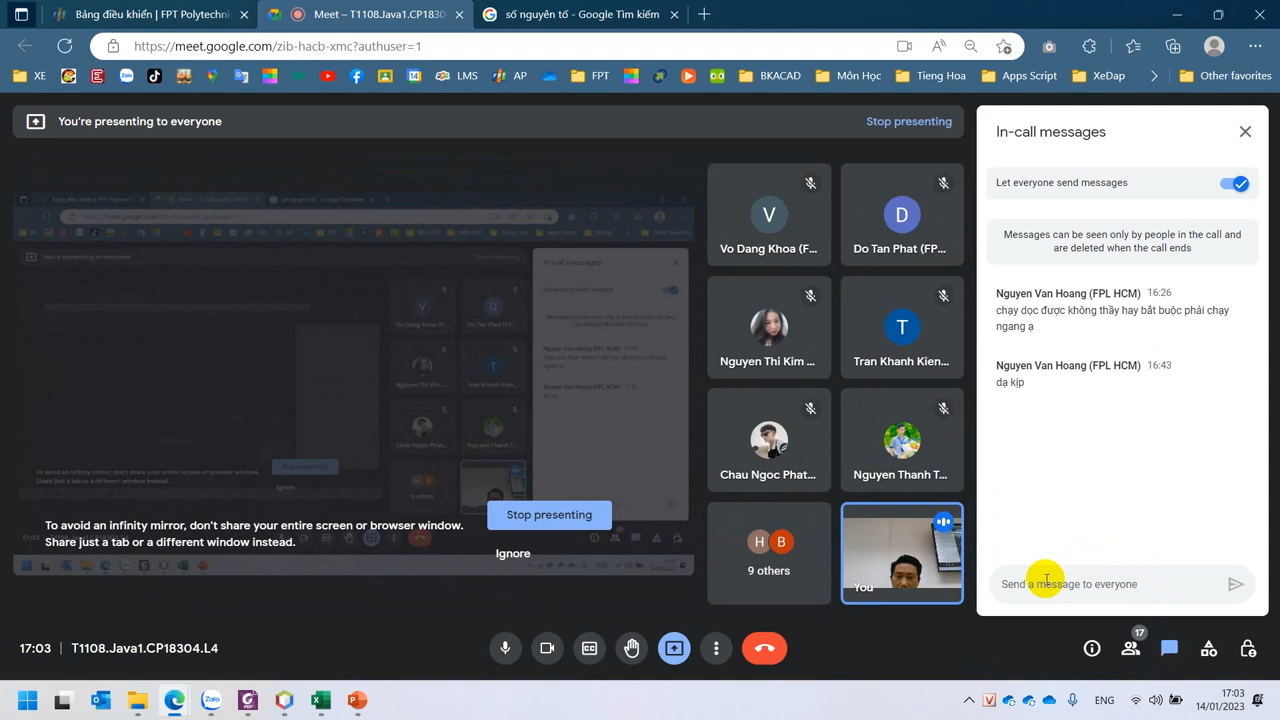 Bảng điều khiển | FPT Polytechni
Meet – T1108.Java1.CP1830
số nguyên tố - Google Tìm kiếm
https://meet.google.com/zib-hacb-xmc?authuser=1
XE
LMS
AP
FPT
BKACAD
Môn Học
Tieng Hoa
Apps Script
XeDap
Other favorites
You're presenting to everyone
Stop presenting
In-call messages
Let everyone send messages
Messages can be seen only by people in the call and
are deleted when the call ends
Nguyen Van Hoang (FPL HCM) 16:26
chạy dọc được không thầy hay bắt buộc phải chạy
ngang ạ
Nguyen Van Hoang (FPL HCM) 16:43
dạ kịp
Send a message to everyone
V
Vo Dang Khoa (F...
D
Do Tan Phat (FP...
Nguyen Thi Kim ...
T
Tran Khanh Kien...
Chau Ngoc Phat...
Nguyen Thanh T...
H B
9 others
You
To avoid an infinity mirror, don't share your entire screen or browser window.
Share just a tab or a different window instead.
Stop presenting
Ignore
17:03 | T1108.Java1.CP18304.L4
17
ENG
17:03
14/01/2023